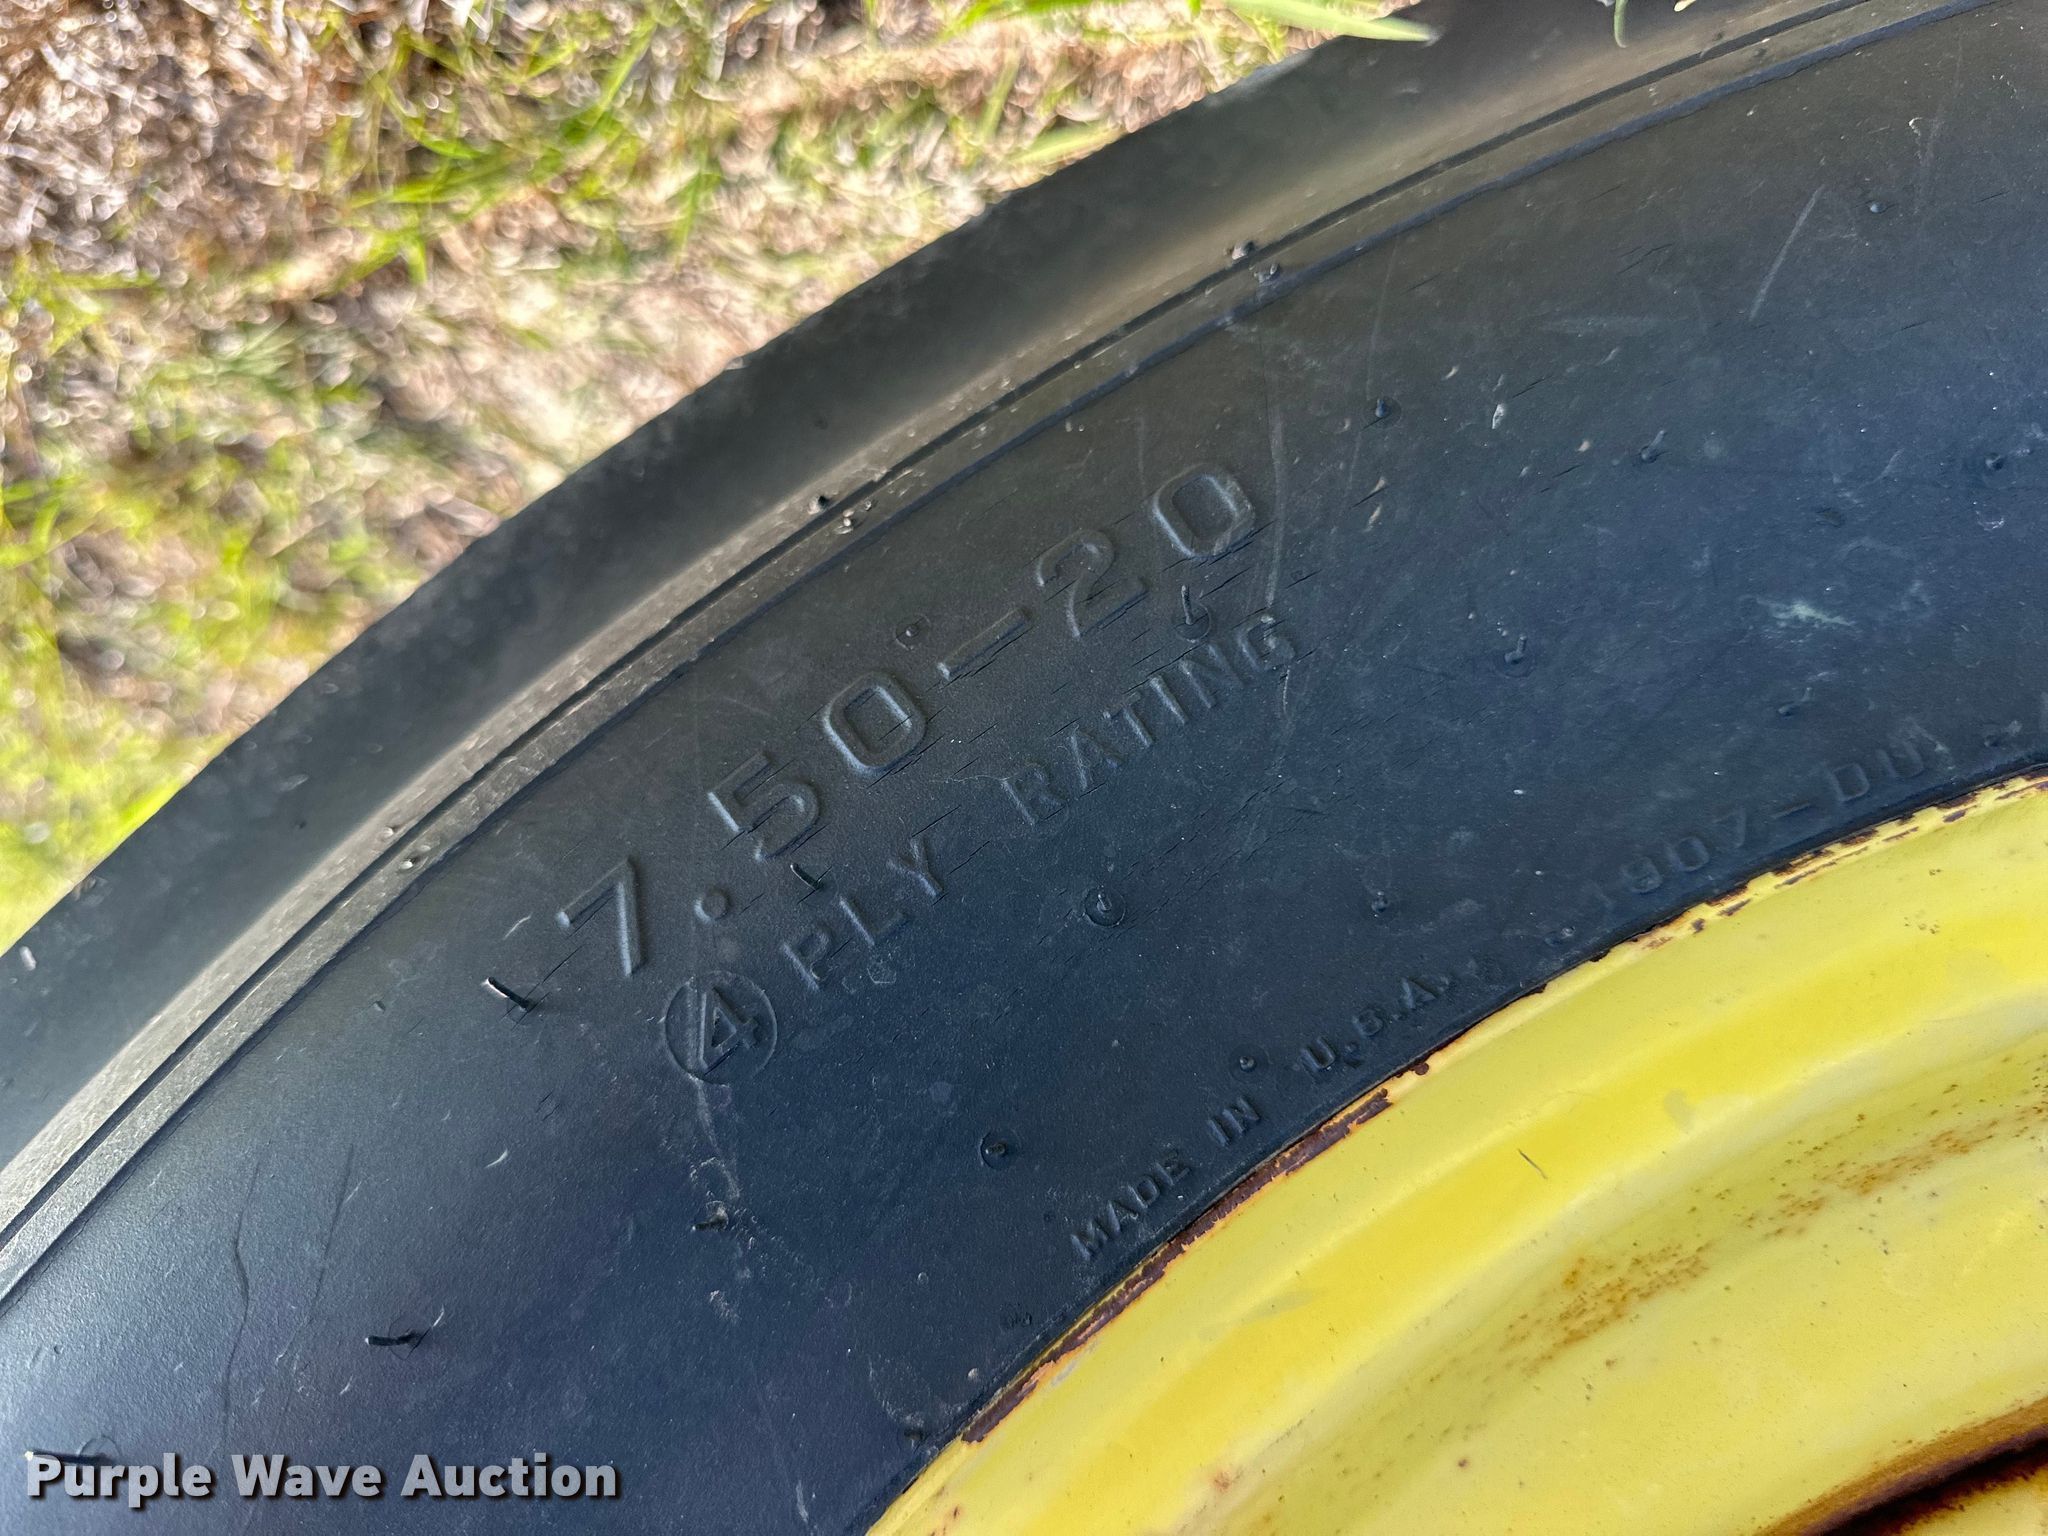 7.50-20
④ PLY RATING
MADE IN U.S.A.
Purple Wave Auction